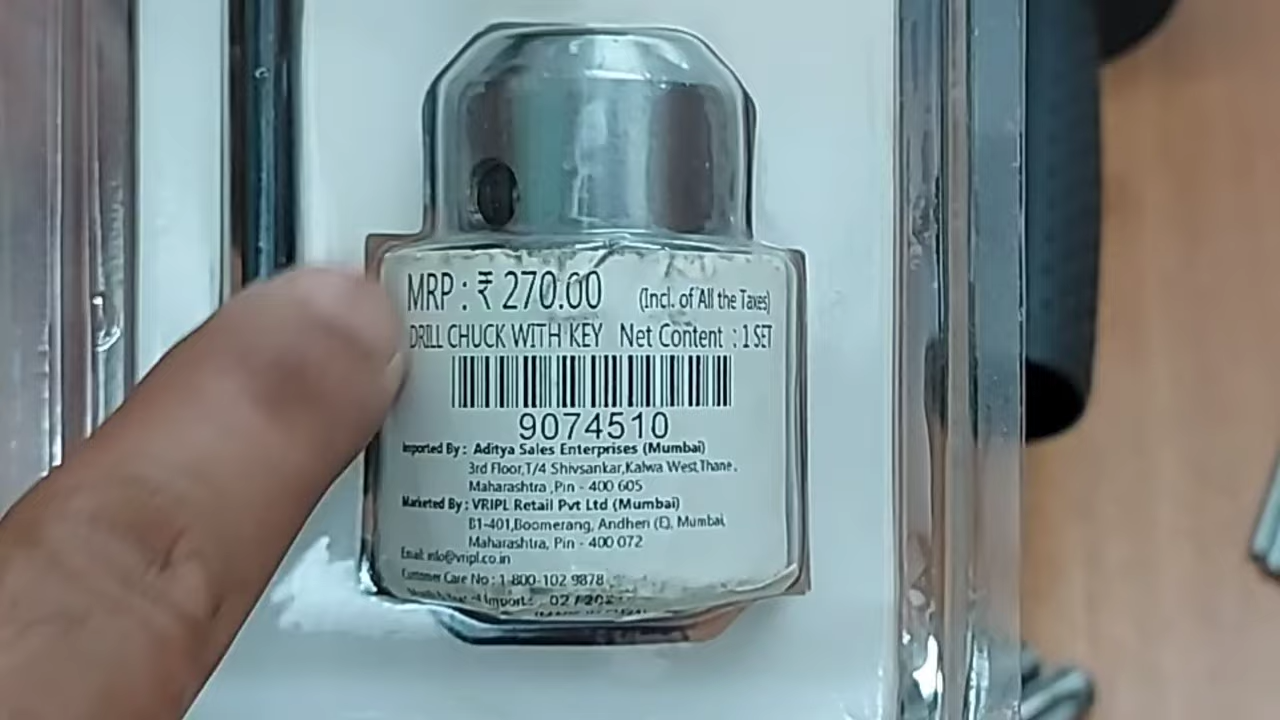 MRP : ₹ 270.00 (Incl. of All the Taxes)
DRILL CHUCK WITH KEY Net Content : 1 SET
9074510
Imported By : Aditya Sales Enterprises (Mumbai)
3rd Floor,T/4 Shivsankar,Kalwa West,Thane.
Maharashtra ,Pin - 400 605
Marketed By : VRIPL Retail Pvt Ltd (Mumbai)
B1-401,Boomerang, Andheri (E), Mumbai,
Maharashtra, Pin - 400 072
Email: info@vripl.co.in
Customer Care No : 1-800-102 9878
02 / 202